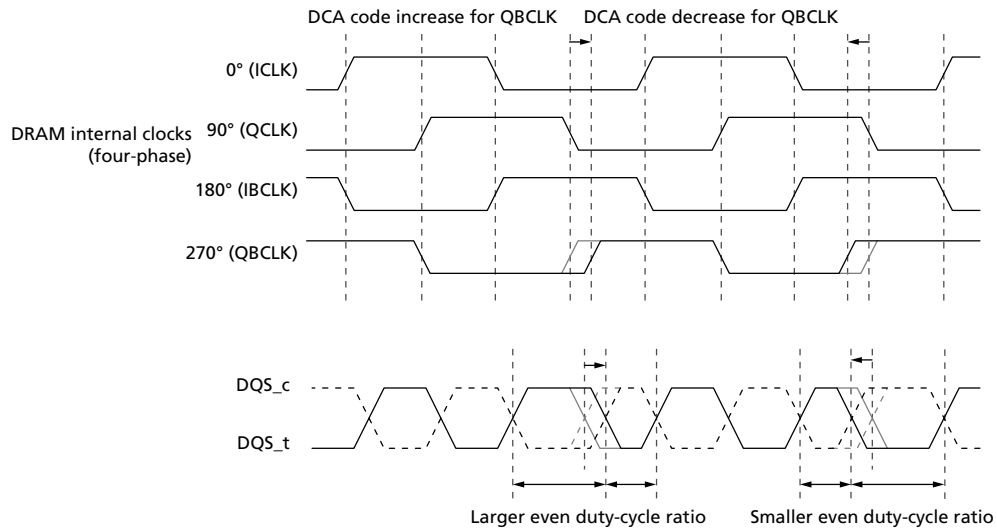 DCA code increase for QBCLK
DCA code decrease for QBCLK
0° (ICLK)
DRAM internal clocks
(four-phase)
90° (QCLK)
180° (IBCLK)
270° (QBCLK)
DQS_c
DQS_t
Larger even duty-cycle ratio
Smaller even duty-cycle ratio